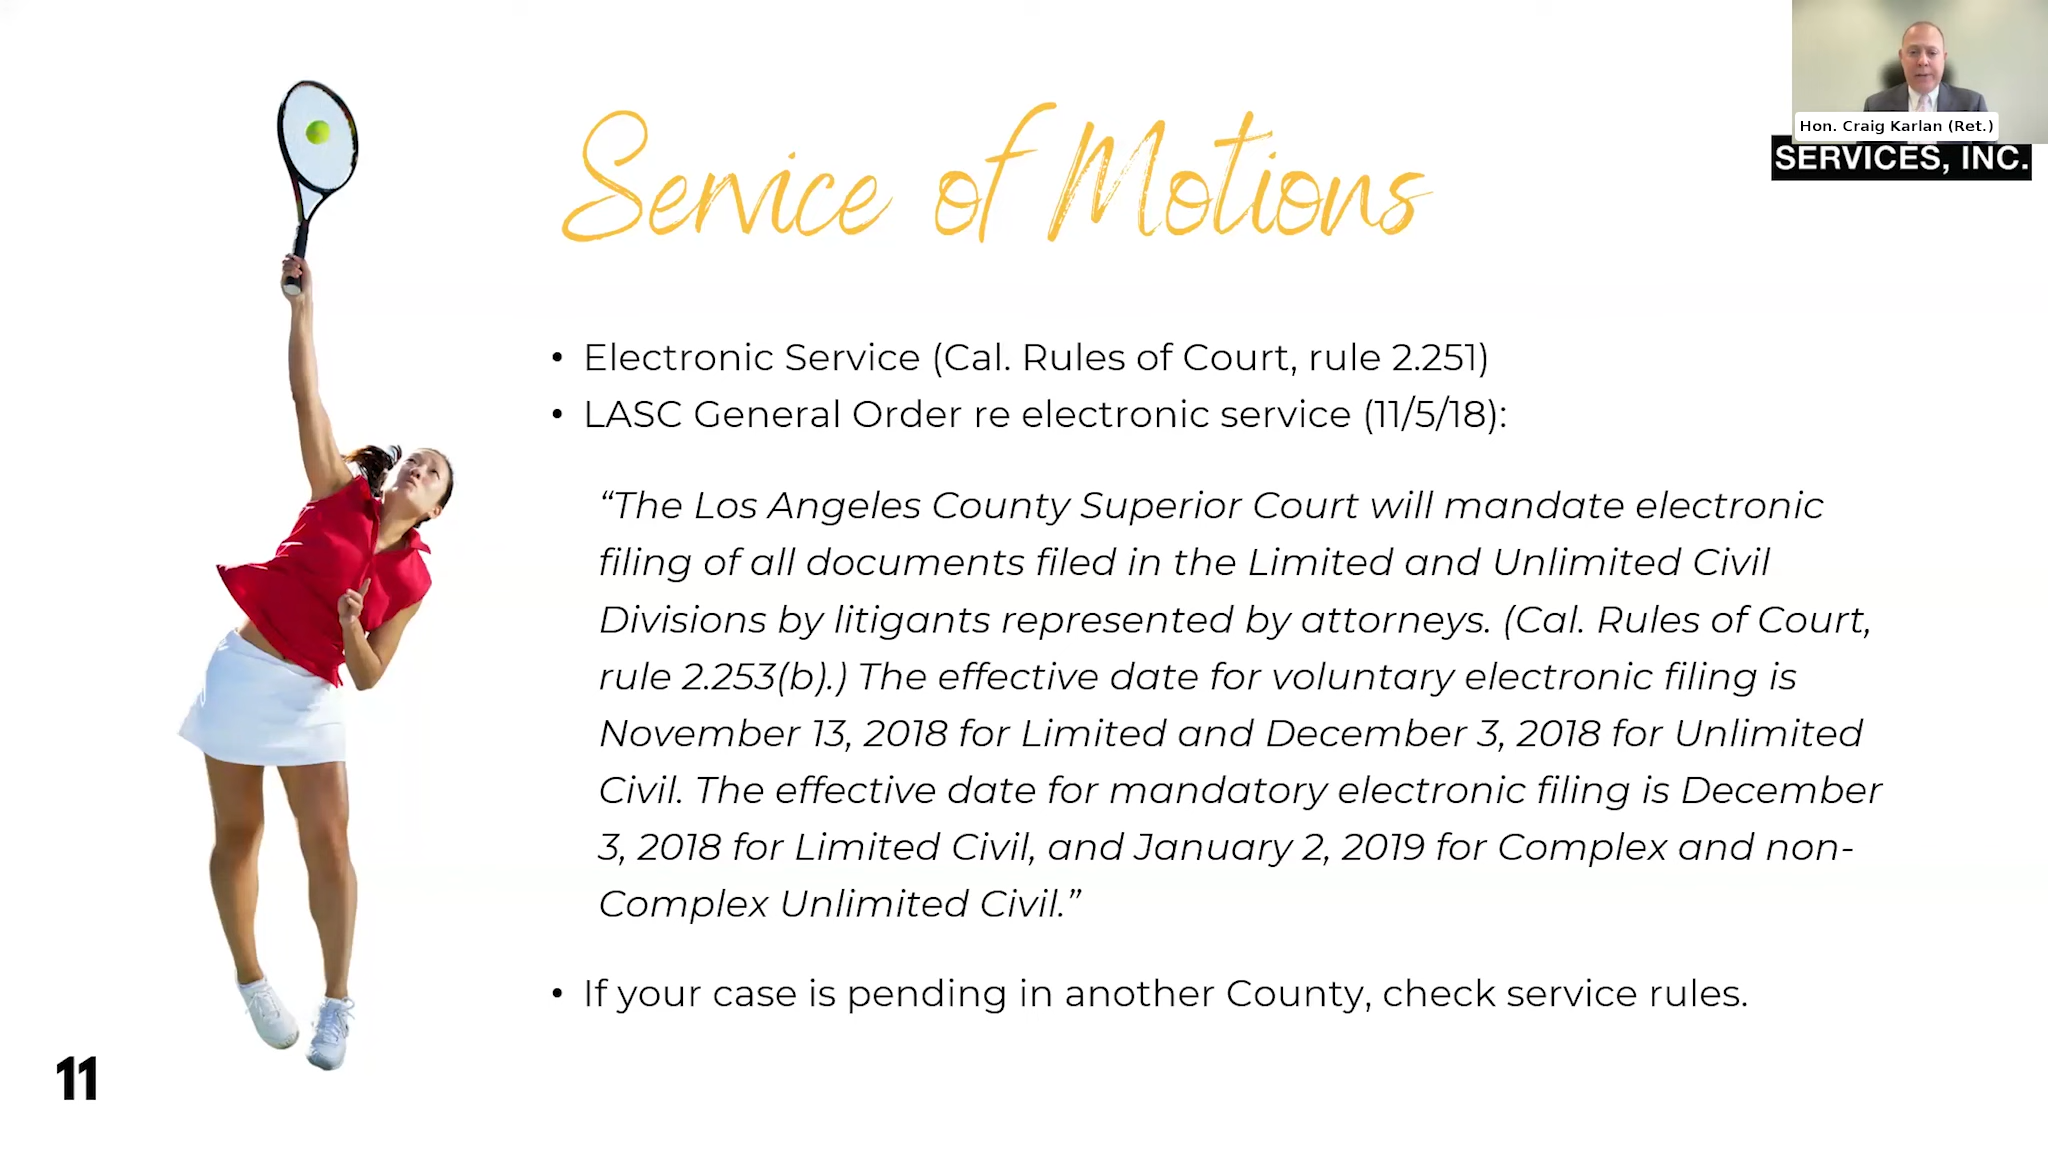 Hon. Craig Karlan (Ret.)
SERVICES, INC.
Service of Motions
• Electronic Service (Cal. Rules of Court, rule 2.251)
• LASC General Order re electronic service (11/5/18):
“The Los Angeles County Superior Court will mandate electronic
filing of all documents filed in the Limited and Unlimited Civil
Divisions by litigants represented by attorneys. (Cal. Rules of Court,
rule 2.253(b).) The effective date for voluntary electronic filing is
November 13, 2018 for Limited and December 3, 2018 for Unlimited
Civil. The effective date for mandatory electronic filing is December
3, 2018 for Limited Civil, and January 2, 2019 for Complex and non-
Complex Unlimited Civil.”
• If your case is pending in another County, check service rules.
11